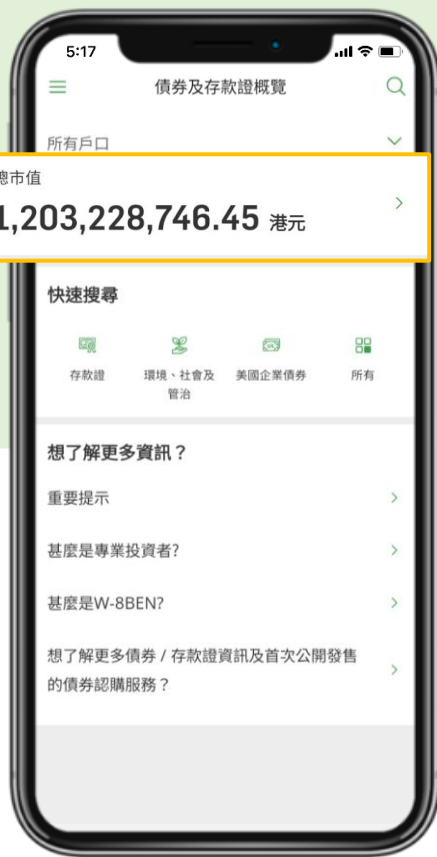 5:17
債券及存款證概覽
所有戶口
總市值
1,203,228,746.45 港元
快速搜尋
存款證
環境、社會及
管治
美國企業債券
所有
想了解更多資訊？
重要提示
甚麼是專業投資者?
甚麼是W-8BEN?
想了解更多債券 / 存款證資訊及首次公開發售
的債券認購服務？